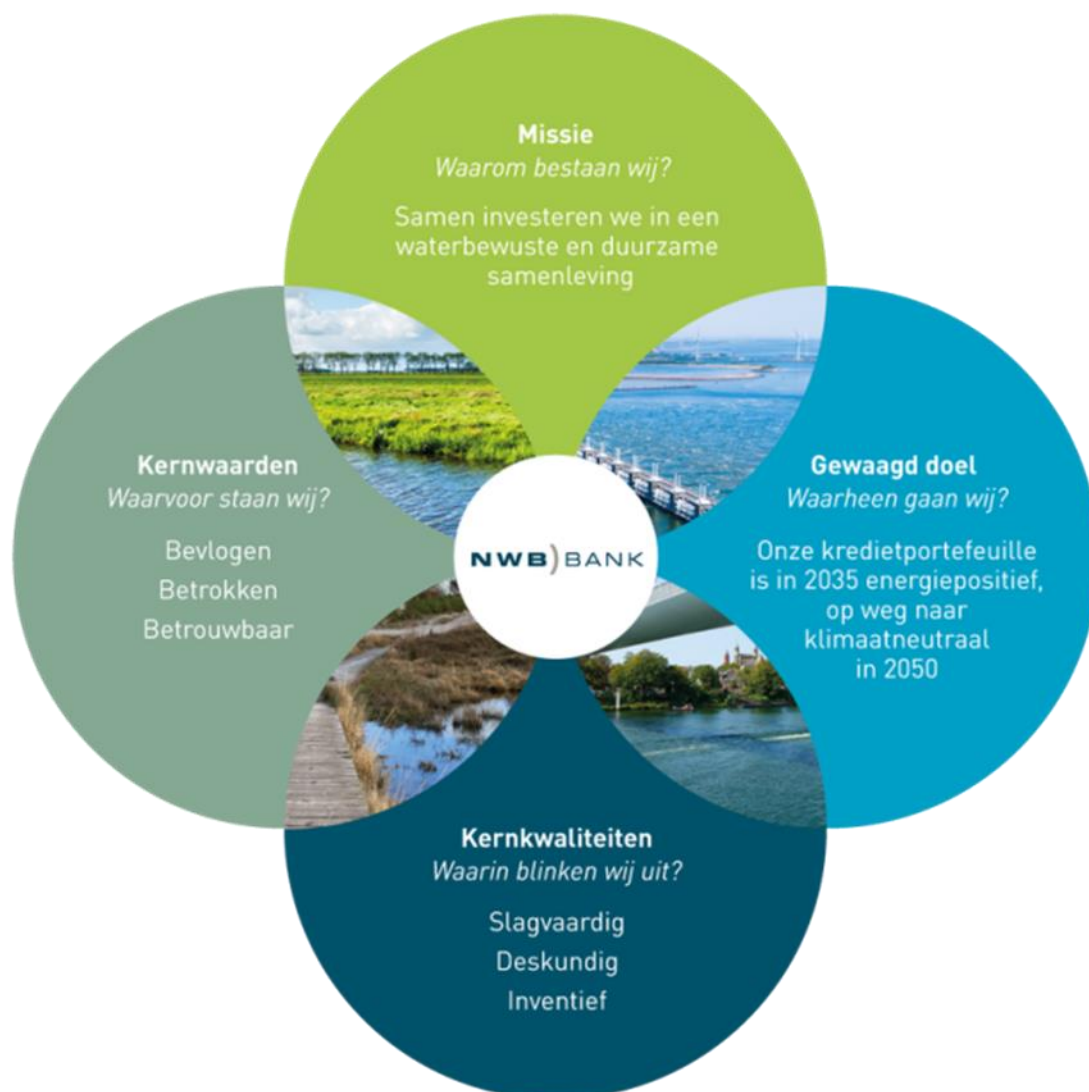 Missie
Waarom bestaan wij?
Samen investeren we in een
waterbewuste en duurzame
samenleving
Kernwaarden
Waarvoor staan wij?
Bevlogen
Betrokken
Betrouwbaar
NWB)BANK
Gewaagd doel
Waarheen gaan wij?
Onze kredietportefeuille
is in 2035 energiepositief,
op weg naar
klimaatneutraal
in 2050
Kernkwaliteiten
Waarin blinken wij uit?
Slagvaardig
Deskundig
Inventief